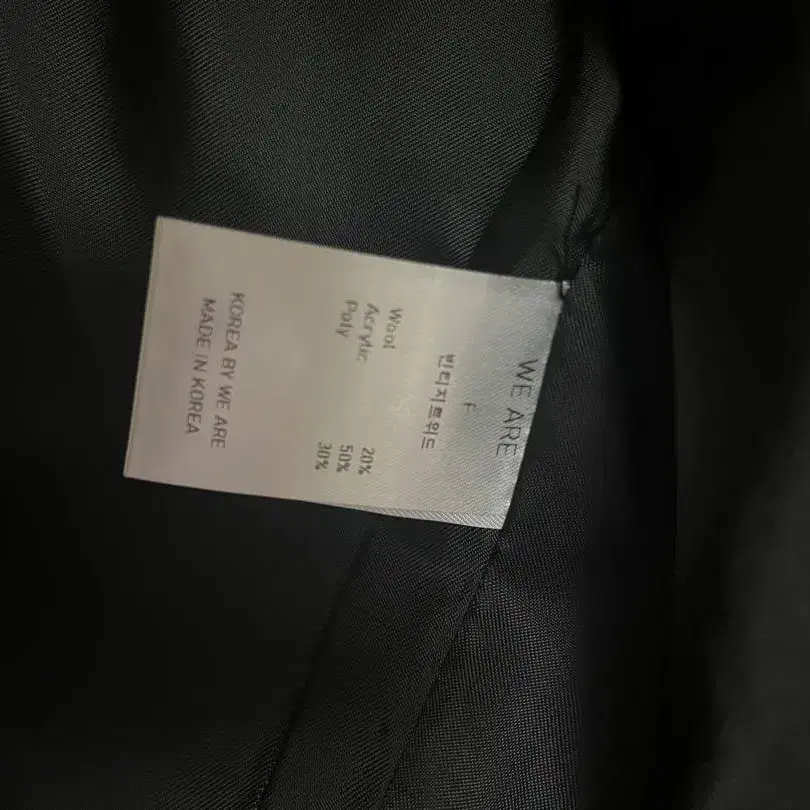 WE ARE
F
빈티지트위드
Wool 20%
Acrylic 50%
Poly 30%
KOREA BY WE ARE
MADE IN KOREA